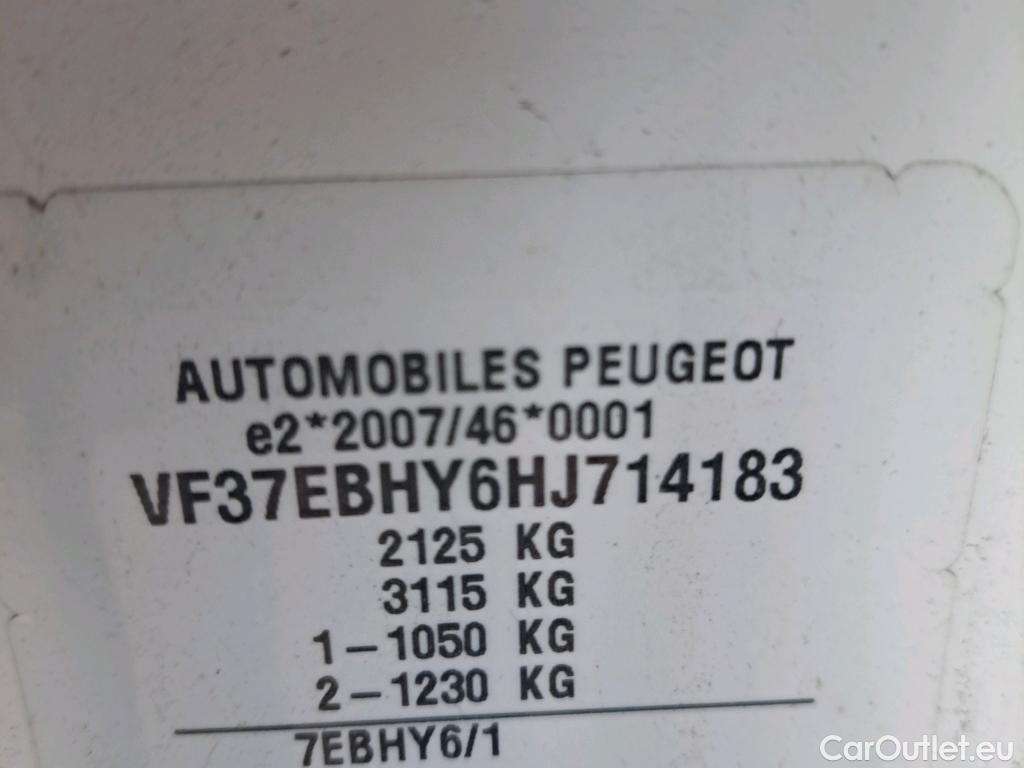 AUTOMOBILES PEUGEOT
e2*2007/46*0001
VF37EBHY6HJ714183
2125 KG
3115 KG
1-1050 KG
2-1230 KG
7EBHY6/1
CarOutlet.eu